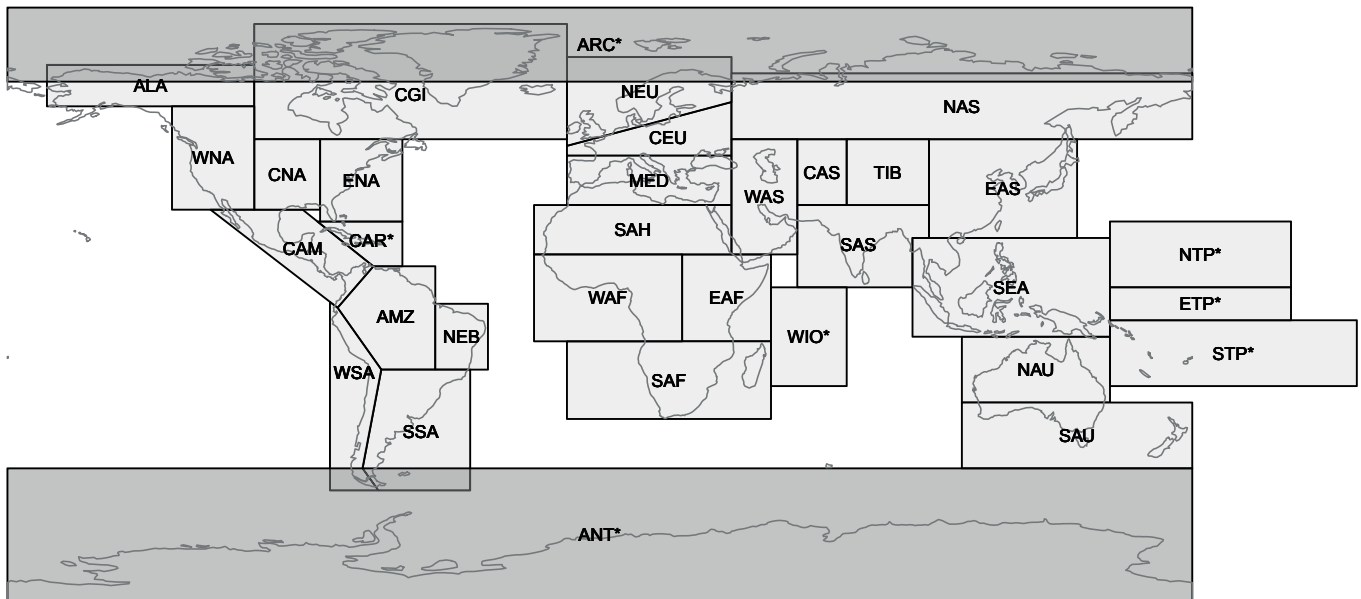 ARC*
ALA
CGI
NEU
NAS
CEU
WNA
CNA
ENA
MED
WAS
CAS
TIB
EAS
CAM
CAR*
SAH
SAS
NTP*
AMZ
WAF
EAF
SEA
ETP*
NEB
WIO*
STP*
WSA
SAF
NAU
SSA
SAU
ANT*